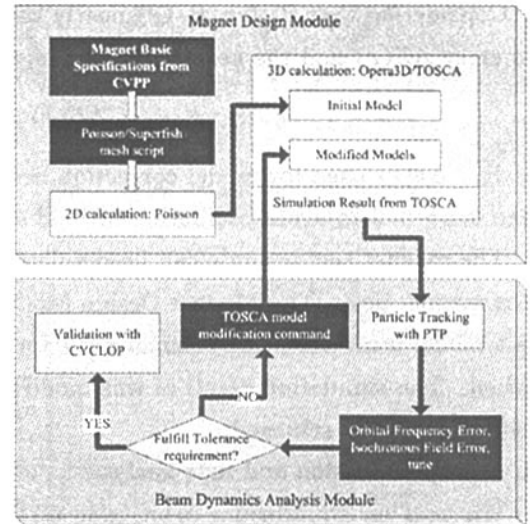 Magnet Design Module
Magnet Basic
Specifications from
CVPP
Poisson/Superfish
mesh script
2D calculation: Poisson
3D calculation: Opera3D/TOSCA
Initial Model
Modified Models
Simulation Result from TOSCA
Validation with
CYCLOP
TOSCA model
modification command
Particle Tracking
with PTP
YES
NO
Fulfill Tolerance
requirement?
Orbital Frequency Error,
Isochronous Field Error,
tune
Beam Dynamics Analysis Module